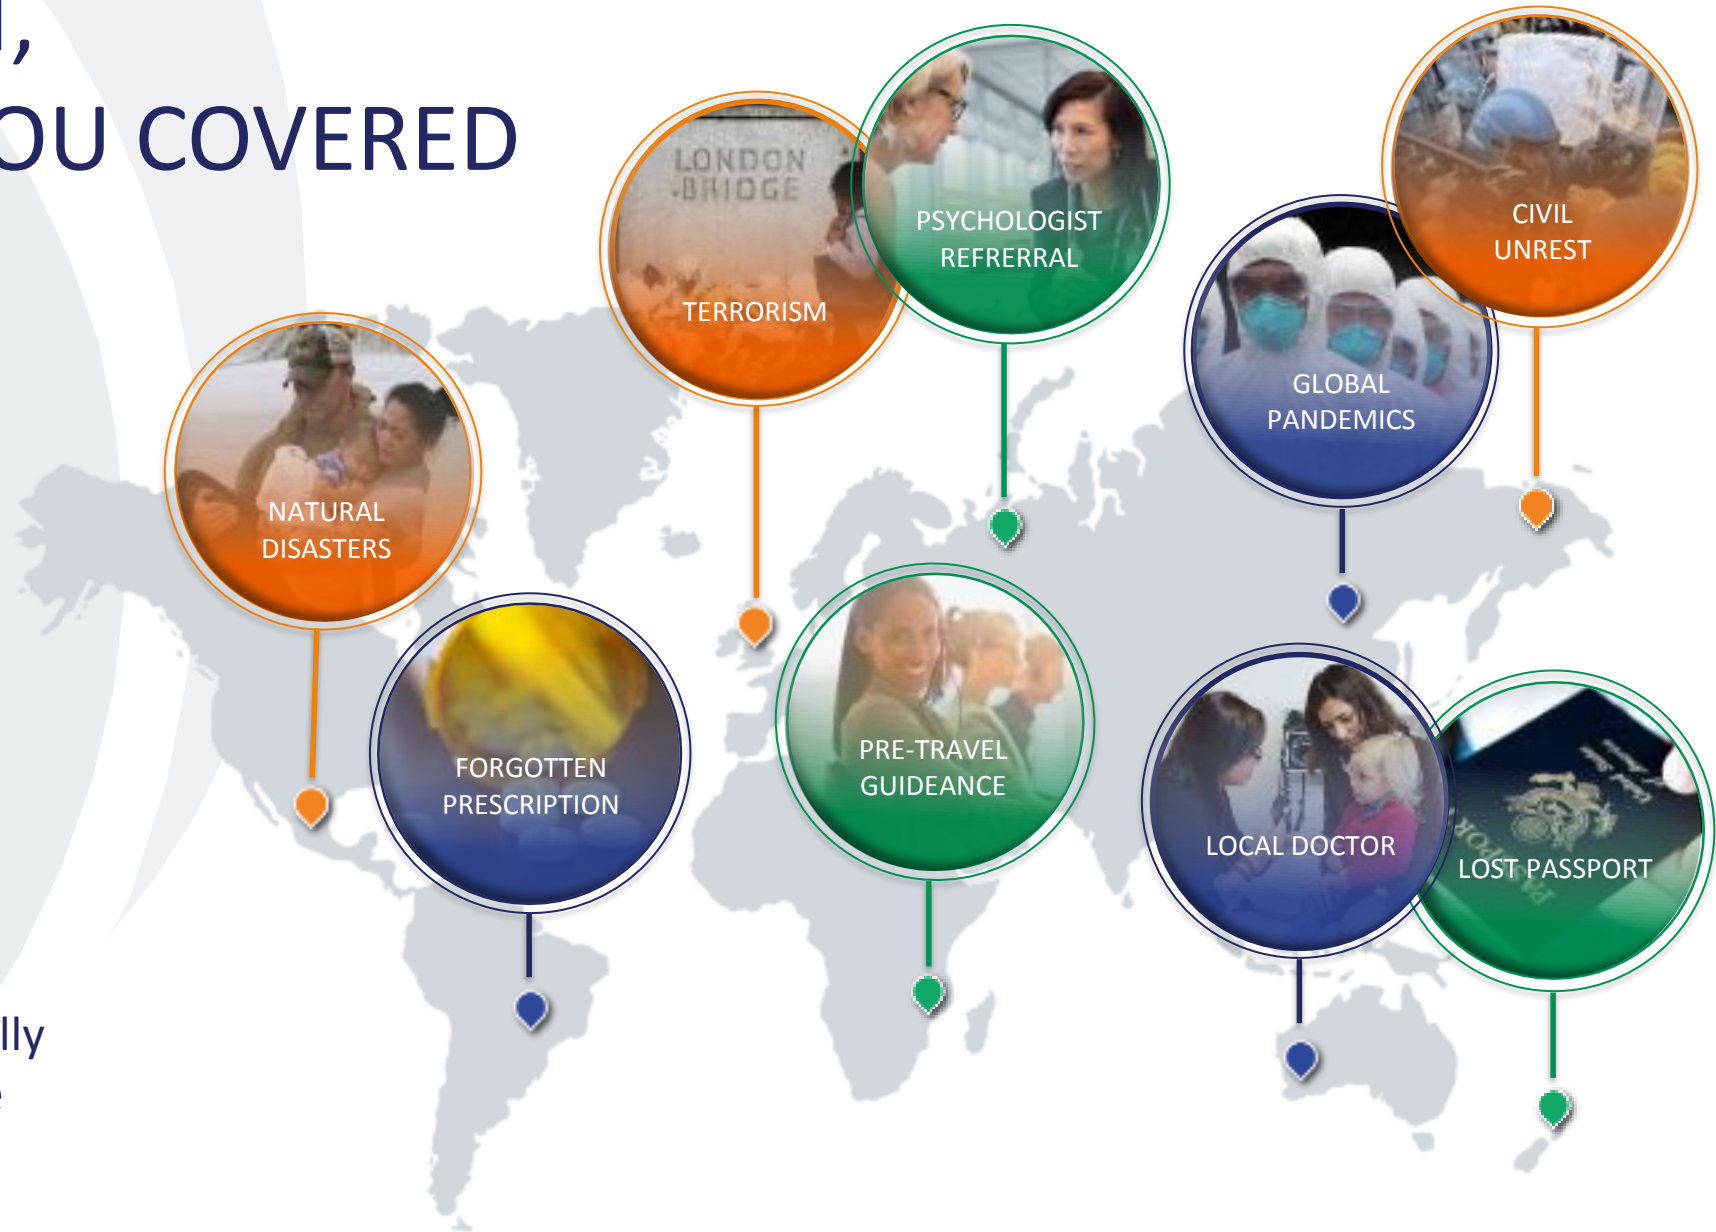 OU COVERED
LONDON
BRIDGE
TERRORISM
PSYCHOLOGIST
REFRERRAL
CIVIL
UNREST
GLOBAL
PANDEMICS
NATURAL
DISASTERS
FORGOTTEN
PRESCRIPTION
PRE-TRAVEL
GUIDEANCE
LOCAL DOCTOR
LOST PASSPORT
lly
e